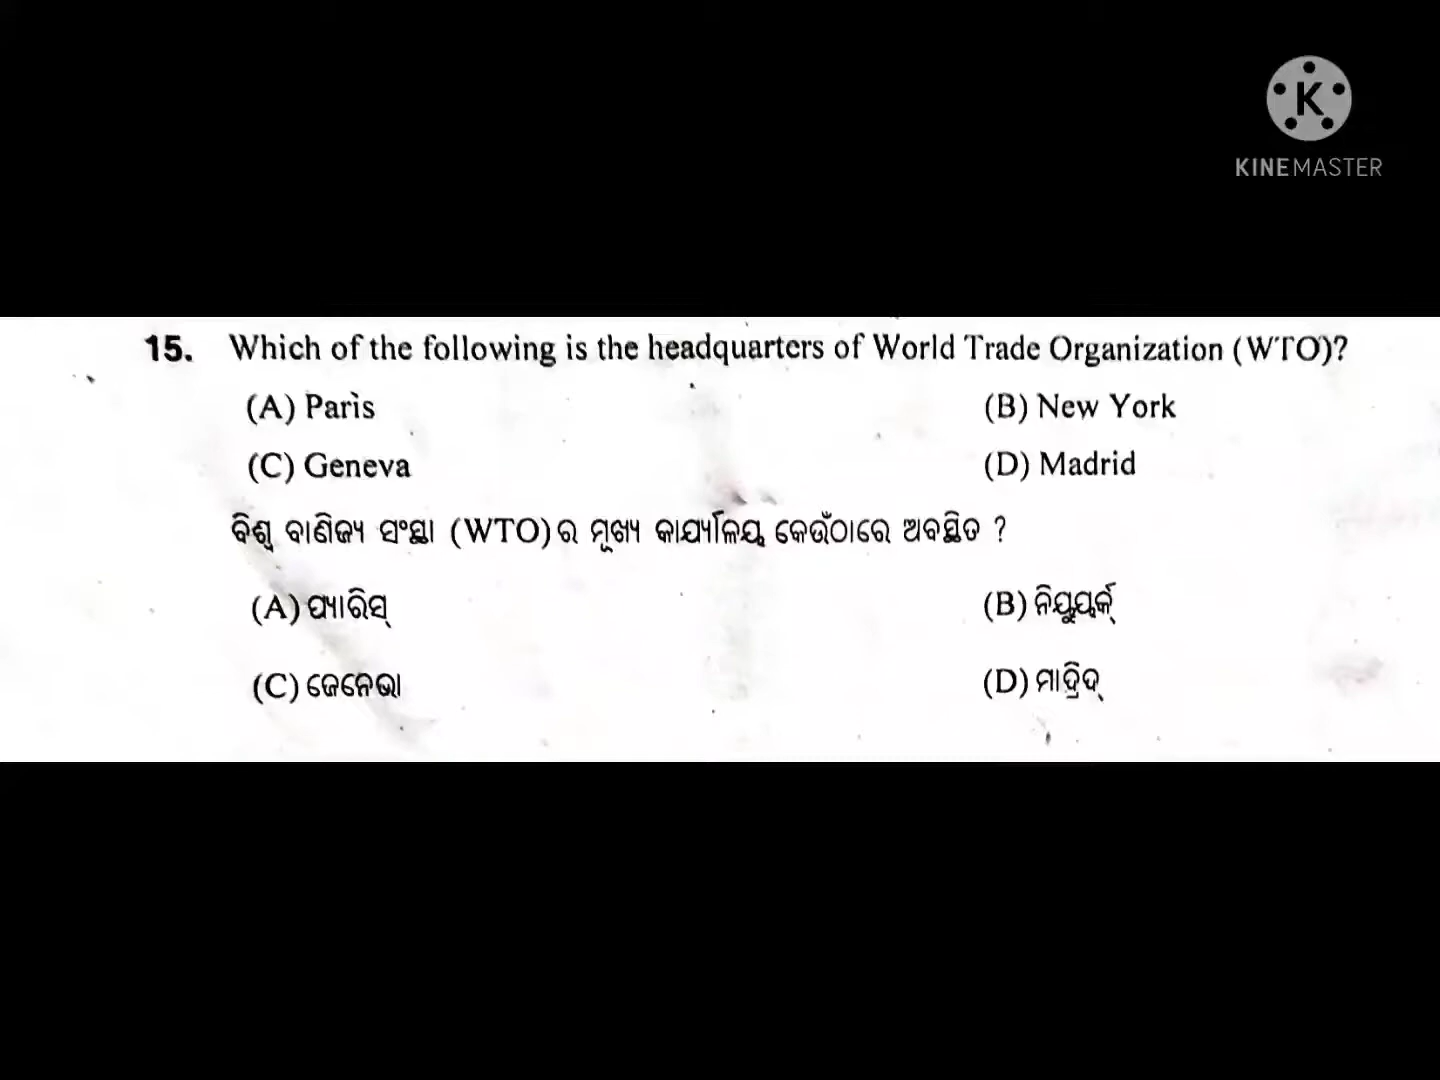 K
KINEMASTER
15. Which of the following is the headquarters of World Trade Organization (WTO)?
(A) Paris (B) New York
(C) Geneva (D) Madrid
ବିଶ୍ୱ ବାଣିଜ୍ୟ ସଂସ୍ଥା (WTO) ର ମୂଖ୍ୟ କାର୍ଯ୍ୟାଳୟ କେଉଁଠାରେ ଅବସ୍ଥିତ ?
(A) ପ୍ୟାରିସ୍ (B) ନିୟୁୟର୍କ୍
(C) ଜେନେଭା (D) ମାଦ୍ରିଦ୍